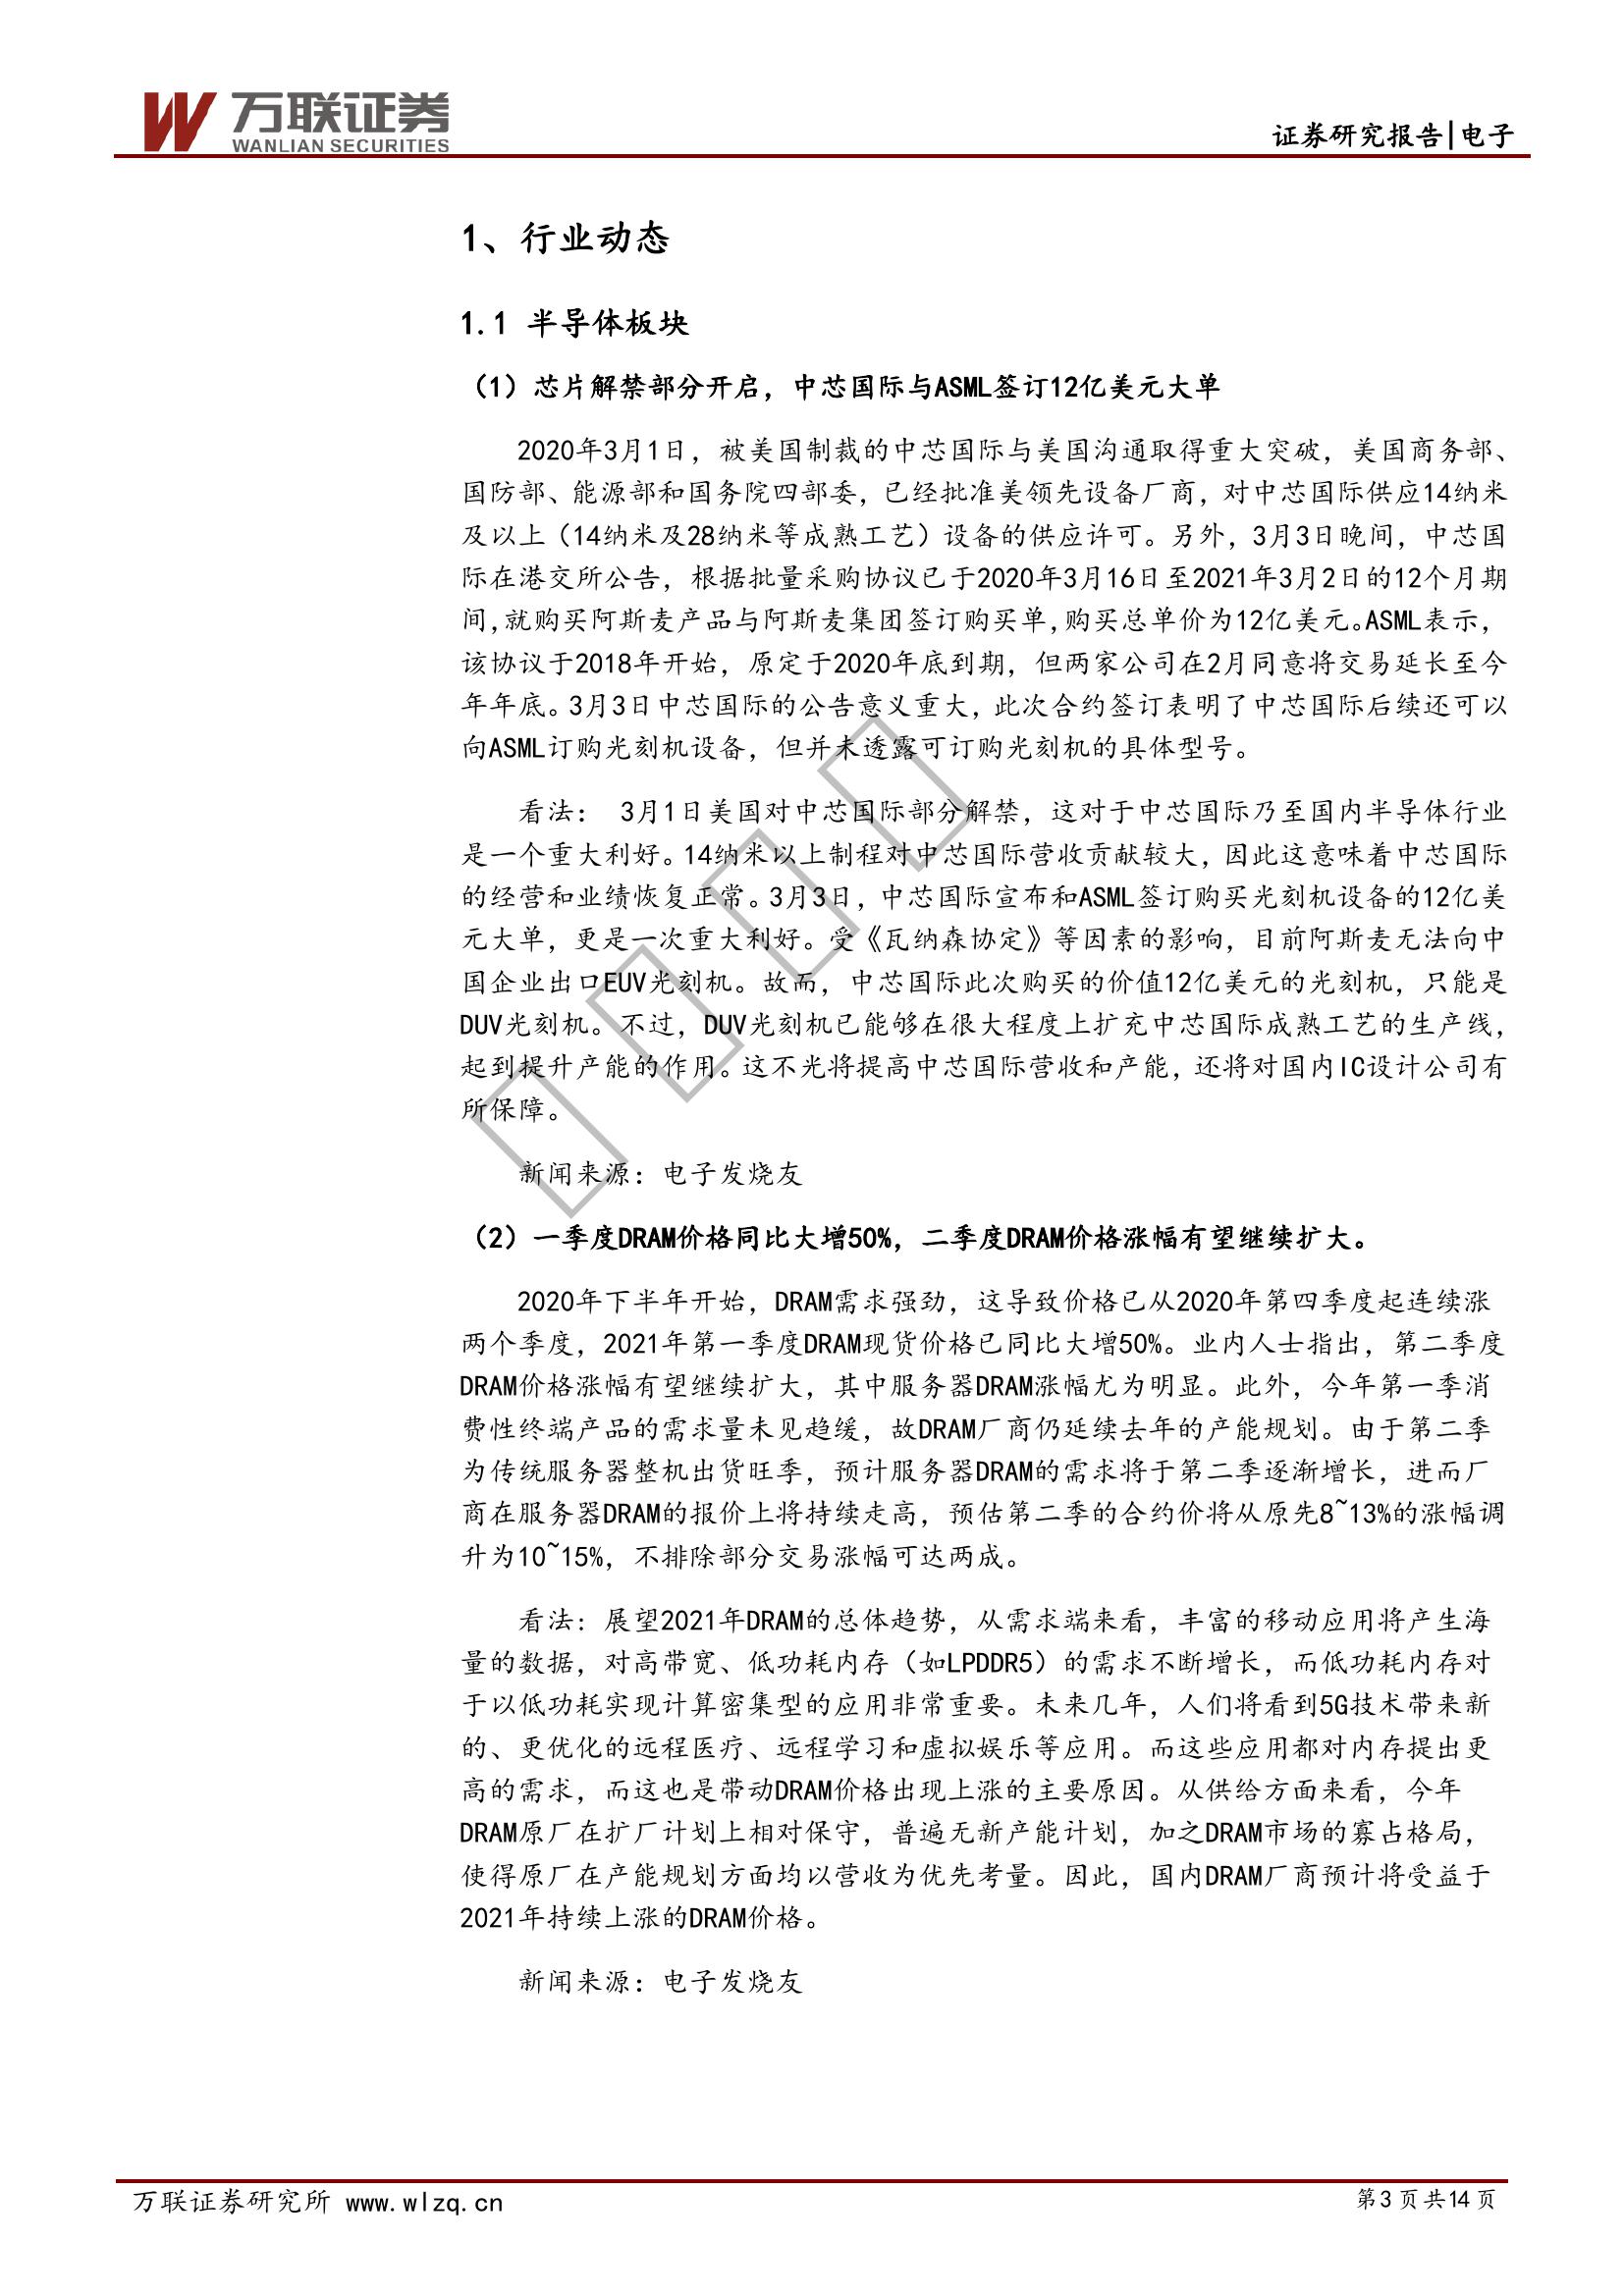 万联证券
WANLIAN SECURITIES
证券研究报告|电子
1、行业动态
1.1 半导体板块
（1）芯片解禁部分开启，中芯国际与ASML签订12亿美元大单
2020年3月1日，被美国制裁的中芯国际与美国沟通取得重大突破，美国商务部、
国防部、能源部和国务院四部委，已经批准美领先设备厂商，对中芯国际供应14纳米
及以上（14纳米及28纳米等成熟工艺）设备的供应许可。另外，3月3日晚间，中芯国
际在港交所公告，根据批量采购协议已于2020年3月16日至2021年3月2日的12个月期
间，就购买阿斯麦产品与阿斯麦集团签订购买单，购买总单价为12亿美元。ASML表示，
该协议于2018年开始，原定于2020年底到期，但两家公司在2月同意将交易延长至今
年年底。3月3日中芯国际的公告意义重大，此次合约签订表明了中芯国际后续还可以
向ASML订购光刻机设备，但并未透露可订购光刻机的具体型号。
看法： 3月1日美国对中芯国际部分解禁，这对于中芯国际乃至国内半导体行业
是一个重大利好。14纳米以上制程对中芯国际营收贡献较大，因此这意味着中芯国际
的经营和业绩恢复正常。3月3日，中芯国际宣布和ASML签订购买光刻机设备的12亿美
元大单，更是一次重大利好。受《瓦纳森协定》等因素的影响，目前阿斯麦无法向中
国企业出口EUV光刻机。故而，中芯国际此次购买的价值12亿美元的光刻机，只能是
DUV光刻机。不过，DUV光刻机已能够在很大程度上扩充中芯国际成熟工艺的生产线，
起到提升产能的作用。这不光将提高中芯国际营收和产能，还将对国内IC设计公司有
所保障。
新闻来源：电子发烧友
（2）一季度DRAM价格同比大增50%，二季度DRAM价格涨幅有望继续扩大。
2020年下半年开始，DRAM需求强劲，这导致价格已从2020年第四季度起连续涨
两个季度，2021年第一季度DRAM现货价格已同比大增50%。业内人士指出，第二季度
DRAM价格涨幅有望继续扩大，其中服务器DRAM涨幅尤为明显。此外，今年第一季消
费性终端产品的需求量未见趋缓，故DRAM厂商仍延续去年的产能规划。由于第二季
为传统服务器整机出货旺季，预计服务器DRAM的需求将于第二季逐渐增长，进而厂
商在服务器DRAM的报价上将持续走高，预估第二季的合约价将从原先8~13%的涨幅调
升为10~15%，不排除部分交易涨幅可达两成。
看法：展望2021年DRAM的总体趋势，从需求端来看，丰富的移动应用将产生海
量的数据，对高带宽、低功耗内存（如LPDDR5）的需求不断增长，而低功耗内存对
于以低功耗实现计算密集型的应用非常重要。未来几年，人们将看到5G技术带来新
的、更优化的远程医疗、远程学习和虚拟娱乐等应用。而这些应用都对内存提出更
高的需求，而这也是带动DRAM价格出现上涨的主要原因。从供给方面来看，今年
DRAM原厂在扩厂计划上相对保守，普遍无新产能计划，加之DRAM市场的寡占格局，
使得原厂在产能规划方面均以营收为优先考量。因此，国内DRAM厂商预计将受益于
2021年持续上涨的DRAM价格。
新闻来源：电子发烧友
万联证券研究所 www.wlzq.cn
第3页共14页